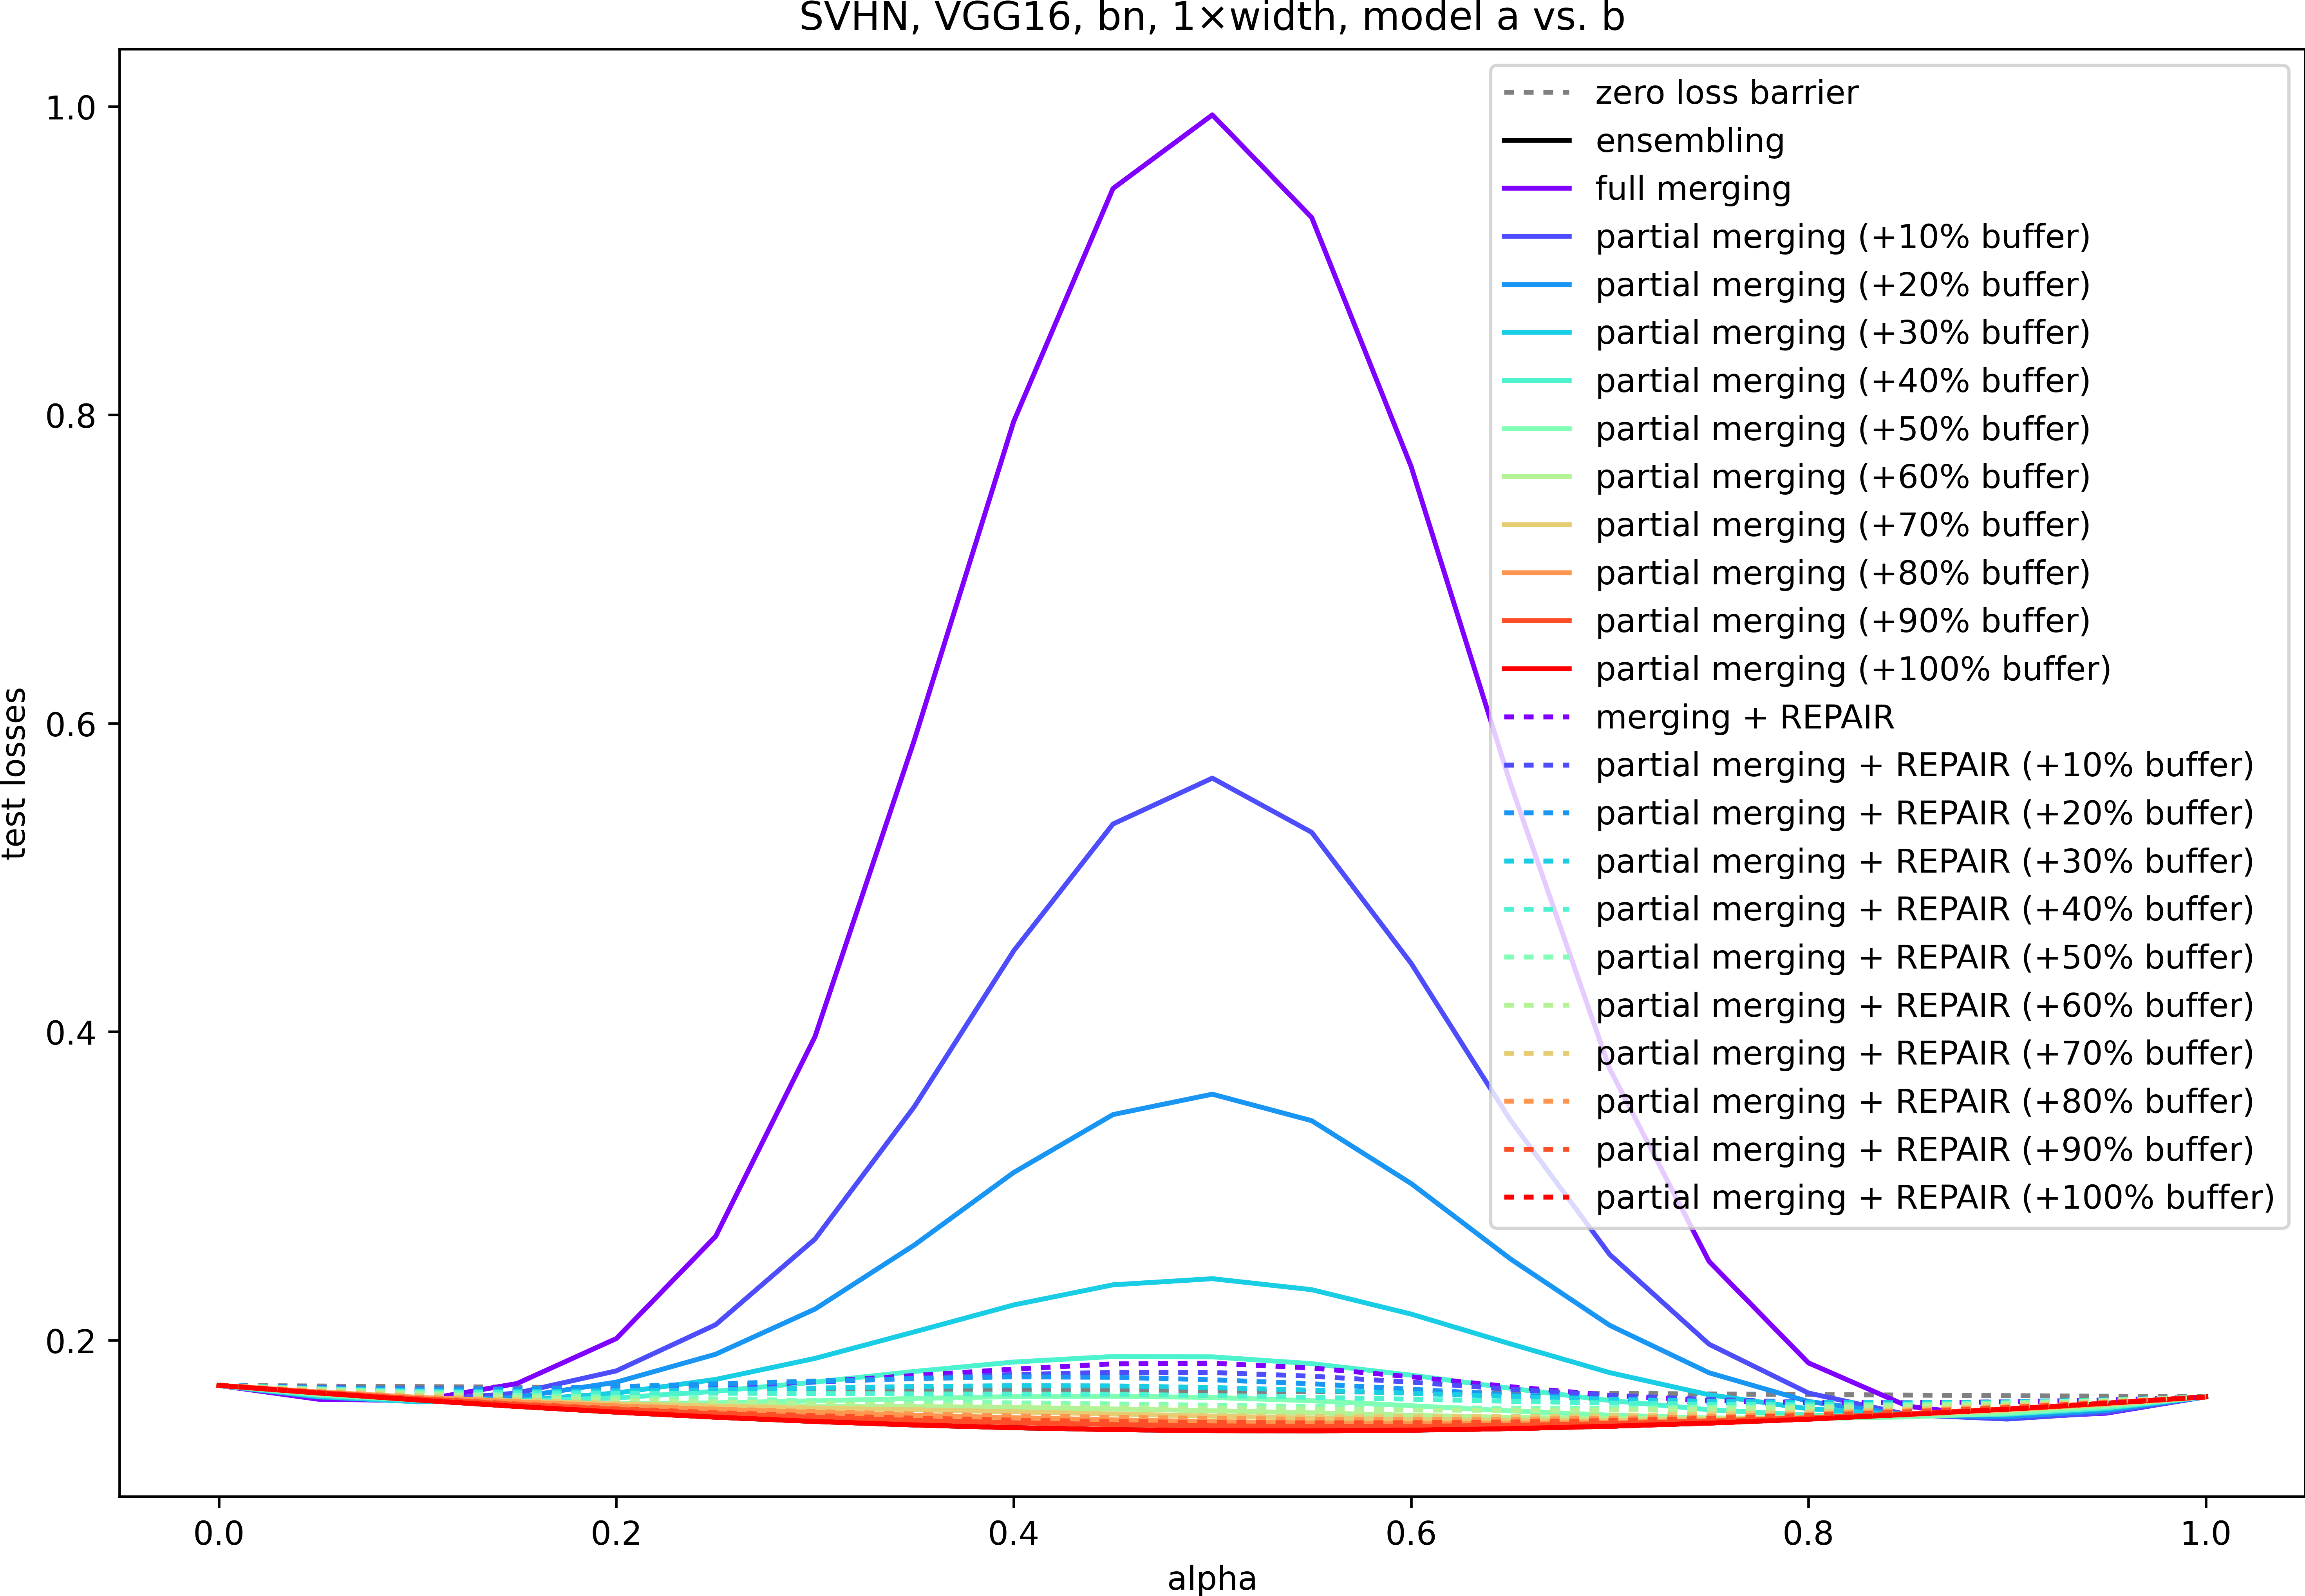 SVHN, VGG16, bn, 1×width, model a vs. b
1.0
0.8
0.6
0.4
0.2
test losses
zero loss barrier
ensembling
full merging
partial merging (+10% buffer)
partial merging (+20% buffer)
partial merging (+30% buffer)
partial merging (+40% buffer)
partial merging (+50% buffer)
partial merging (+60% buffer)
partial merging (+70% buffer)
partial merging (+80% buffer)
partial merging (+90% buffer)
partial merging (+100% buffer)
merging + REPAIR
partial merging + REPAIR (+10% buffer)
partial merging + REPAIR (+20% buffer)
partial merging + REPAIR (+30% buffer)
partial merging + REPAIR (+40% buffer)
partial merging + REPAIR (+50% buffer)
partial merging + REPAIR (+60% buffer)
partial merging + REPAIR (+70% buffer)
partial merging + REPAIR (+80% buffer)
partial merging + REPAIR (+90% buffer)
partial merging + REPAIR (+100% buffer)
0.0 0.2 0.4 0.6 0.8 1.0
alpha